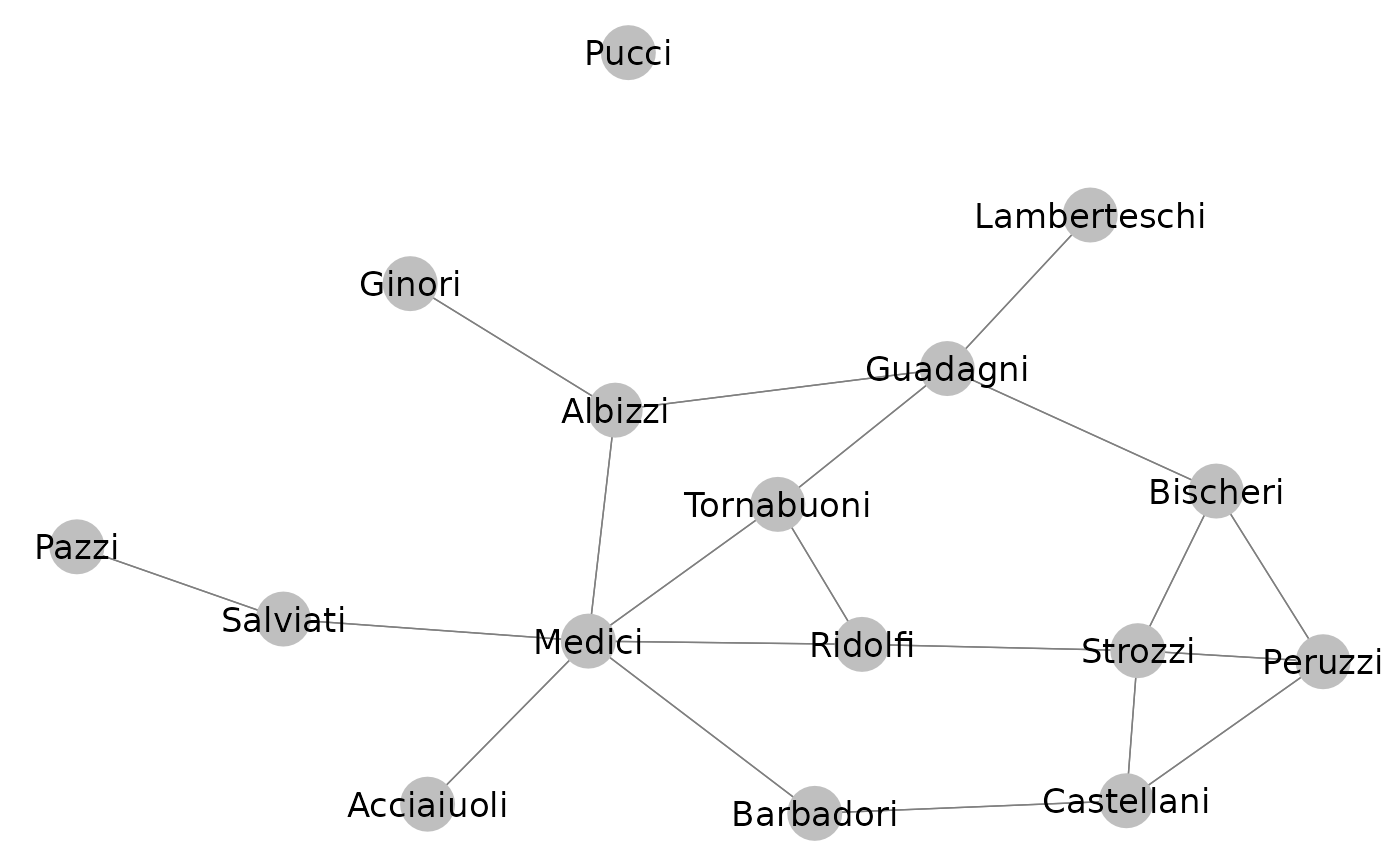 Pucci
Lamberteschi
Ginori
Guadagni
Albizzi
Bischeri
Tornabuoni
Pazzi
Salviati
Medici
Ridolfi
Strozzi
Peruzzi
Castellani
Acciaiuoli
Barbadori